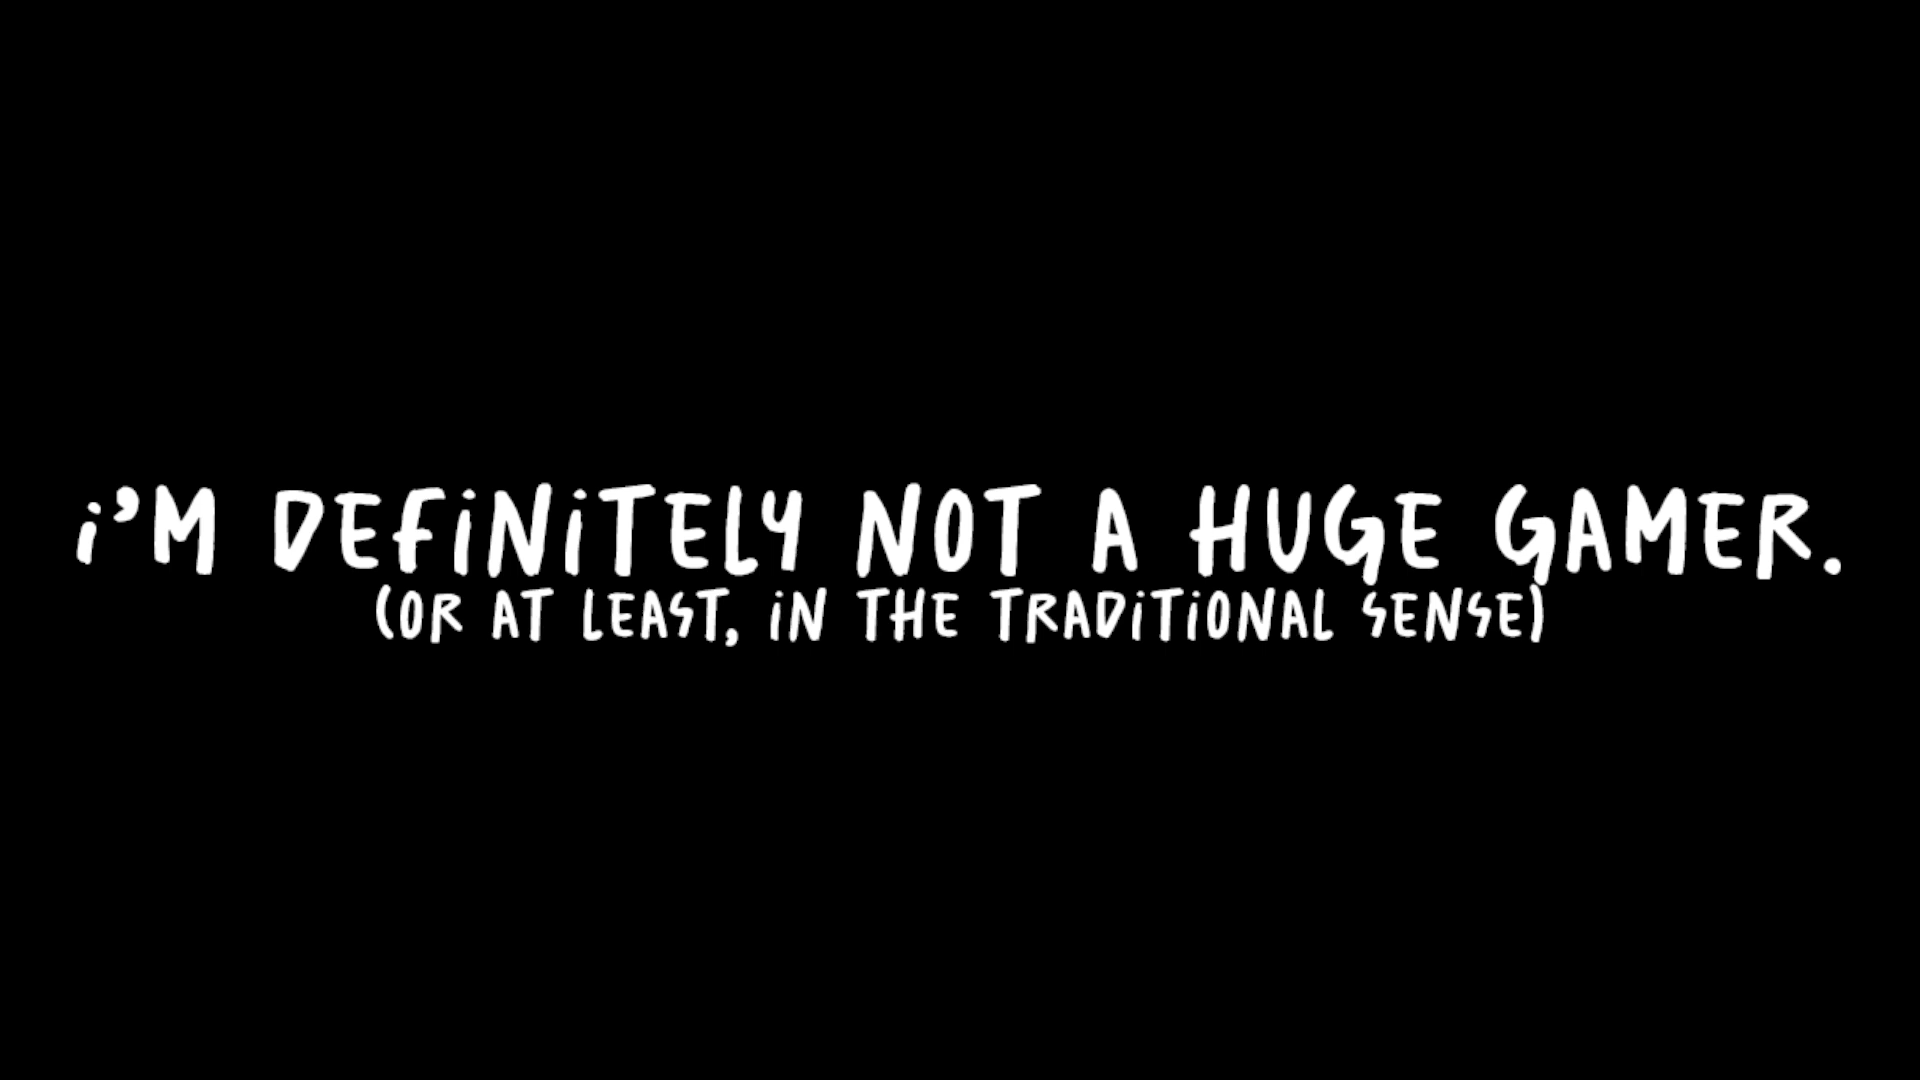 i'M DEFiNiTELY NOT A HUGE GAMER.
(OR AT LEAST, iN THE TRADiTiONAL SENSE)